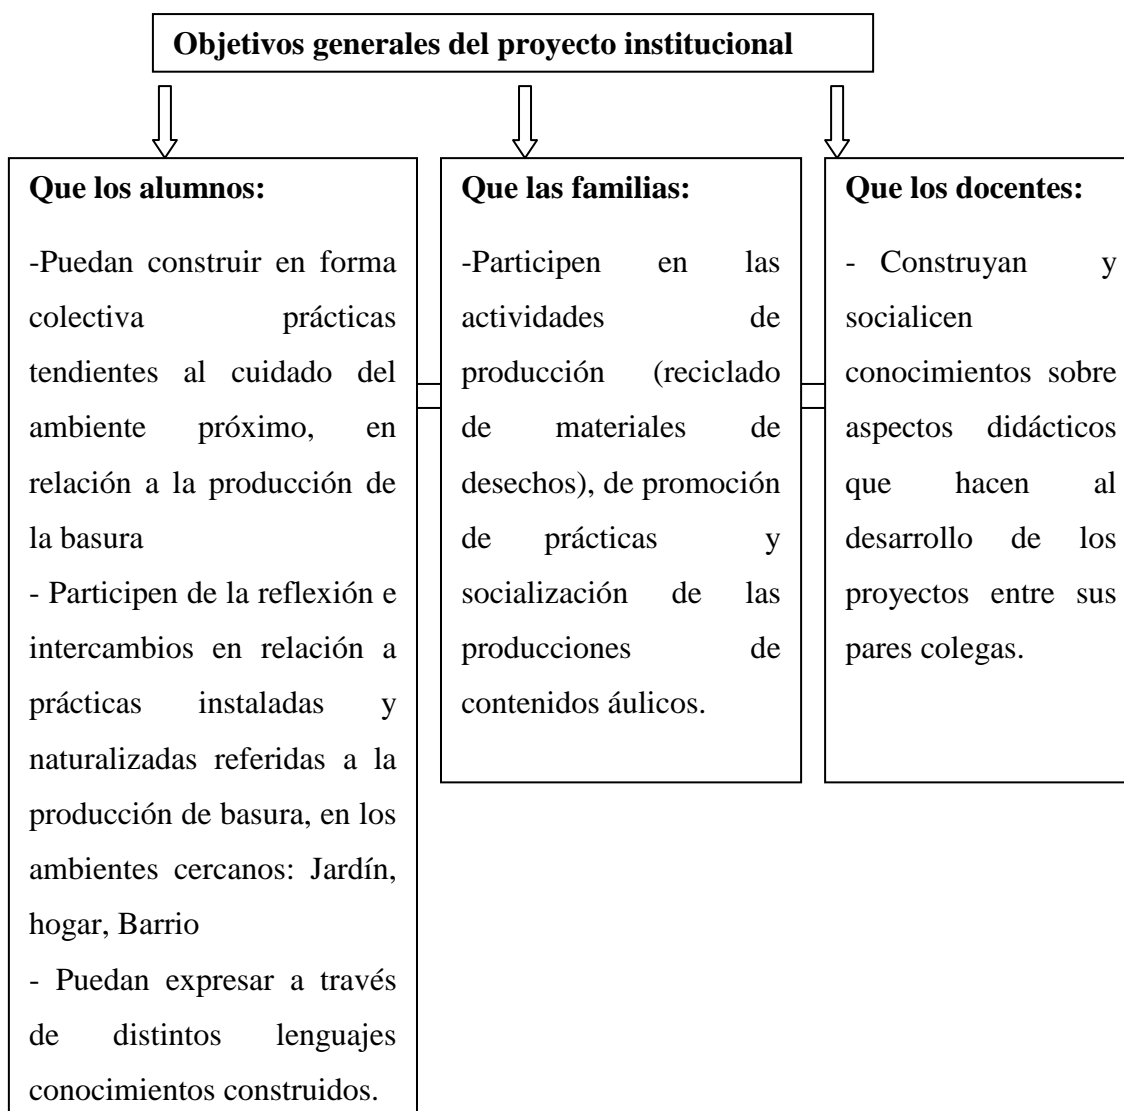 Objetivos generales del proyecto institucional
Que los alumnos:
-Puedan construir en forma
colectiva prácticas
tendientes al cuidado del
ambiente próximo, en
relación a la producción de
la basura
- Participen de la reflexión e
intercambios en relación a
prácticas instaladas y
naturalizadas referidas a la
producción de basura, en los
ambientes cercanos: Jardín,
hogar, Barrio
- Puedan expresar a través
de distintos lenguajes
conocimientos construidos.
Que las familias:
-Participen en las
actividades de
producción (reciclado
de materiales de
desechos), de promoción
de prácticas y
socialización de las
producciones de
contenidos áulicos.
Que los docentes:
- Construyan y
socialicen
conocimientos sobre
aspectos didácticos
que hacen al
desarrollo de los
proyectos entre sus
pares colegas.